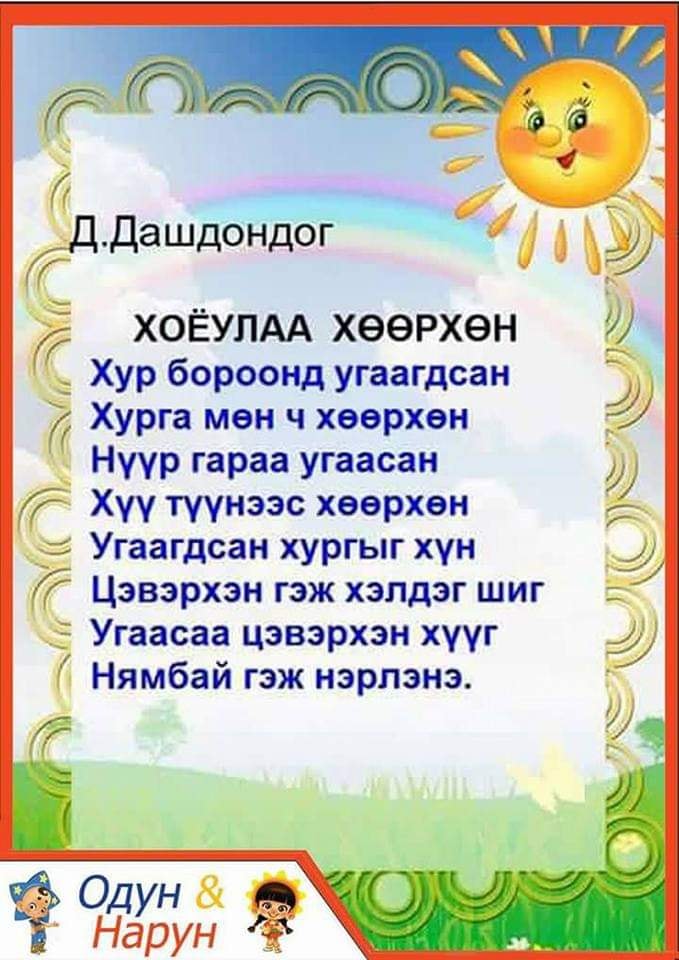 Д.Дашдондог
ХОЁУЛАА ХӨӨРХӨН
Хур бороонд угаагдсан
Хурга мөн ч хөөрхөн
Нүүр гараа угаасан
Хүү түүнээс хөөрхөн
Угаагдсан хургыг хүн
Цэвэрхэн гэж хэлдэг шиг
Угаасаа цэвэрхэн хүүг
Нямбай гэж нэрлэнэ.
Одун &
Нарун